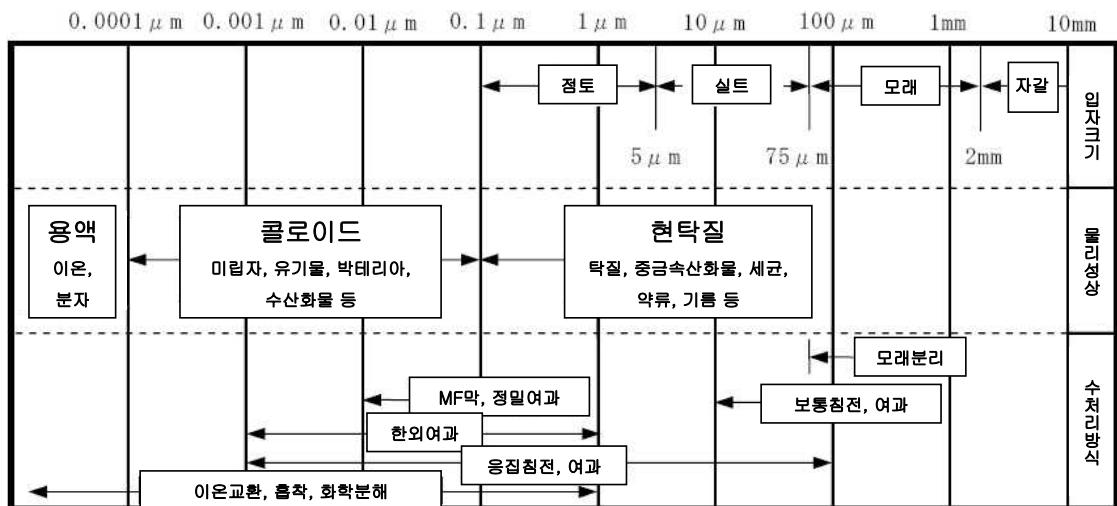 0.0001μm 0.001μm 0.01μm 0.1μm 1μm 10μm 100μm 1mm 10mm
점토 실트 모래 자갈
5μm 75μm 2mm
입자크기
용액
이온,
분자
콜로이드
미립자, 유기물, 박테리아,
수산화물 등
현탁질
탁질, 중금속산화물, 세균,
약류, 기름 등
물리성상
모래분리
MF막, 정밀여과
보통침전, 여과
한외여과
응집침전, 여과
이온교환, 흡착, 화학분해
수처리방식